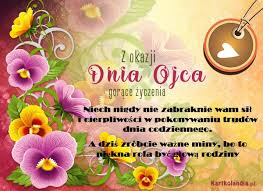 Z okazji
Dnia Ojca
gorące życzenia
Niech nigdy nie zabraknie wam sił
i cierpliwości w pokonywaniu trudów
dnia codziennego.
A dziś zróbcie ważne miny, bo to
piękna rola być głową rodziny
Kartkolandia.pl